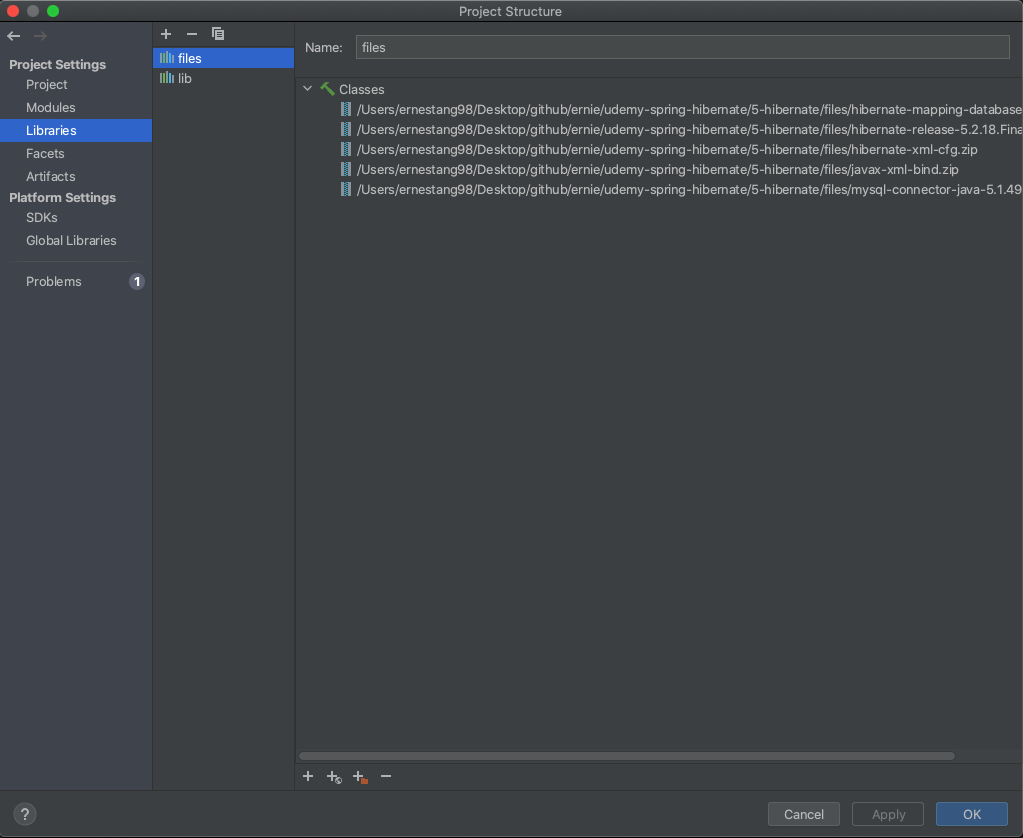 Project Structure
Project Settings
Project
Modules
Libraries
Facets
Artifacts
Platform Settings
SDKs
Global Libraries
Problems 1
files
lib
Name: files
Classes
/Users/ernestang98/Desktop/github/ernie/udemy-spring-hibernate/5-hibernate/files/hibernate-mapping-database
/Users/ernestang98/Desktop/github/ernie/udemy-spring-hibernate/5-hibernate/files/hibernate-release-5.2.18.Fina
/Users/ernestang98/Desktop/github/ernie/udemy-spring-hibernate/5-hibernate/files/hibernate-xml-cfg.zip
/Users/ernestang98/Desktop/github/ernie/udemy-spring-hibernate/5-hibernate/files/javax-xml-bind.zip
/Users/ernestang98/Desktop/github/ernie/udemy-spring-hibernate/5-hibernate/files/mysql-connector-java-5.1.49
?
Cancel
Apply
OK